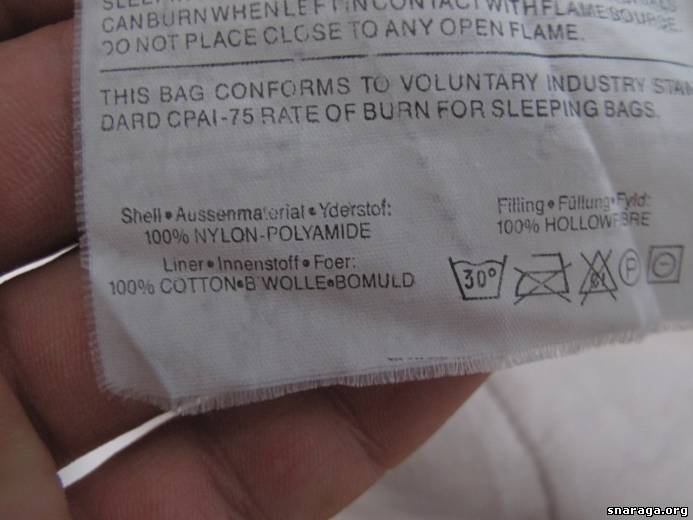 CAN BURN WHEN LEFT IN CONTACT WITH FLAME SOURCE.
DO NOT PLACE CLOSE TO ANY OPEN FLAME.
THIS BAG CONFORMS TO VOLUNTARY INDUSTRY STAN
DARD CPAI-75 RATE OF BURN FOR SLEEPING BAGS.
Shell•Aussenmaterial•Yderstof:
100% NYLON-POLYAMIDE
Liner•Innenstoff•Foer:
100% COTTON•B'WOLLE•BOMULD
Filling•Füllung•Fyld:
100% HOLLOWFIBRE
30° Cl P
snaraga.org